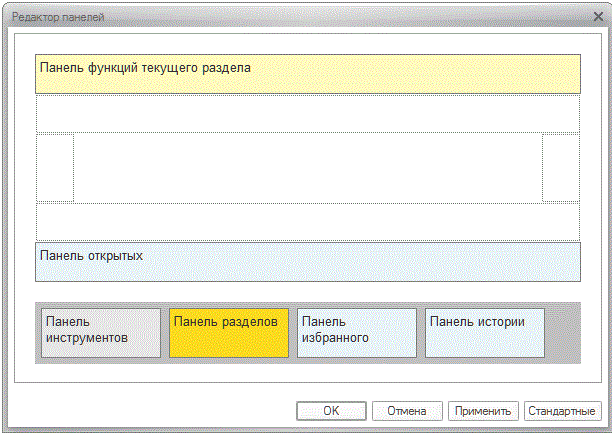 Редактор панелей
Панель функций текущего раздела
Панель открытых
Панель инструментов
Панель разделов
Панель избранного
Панель истории
OK
Отмена
Применить
Стандартные